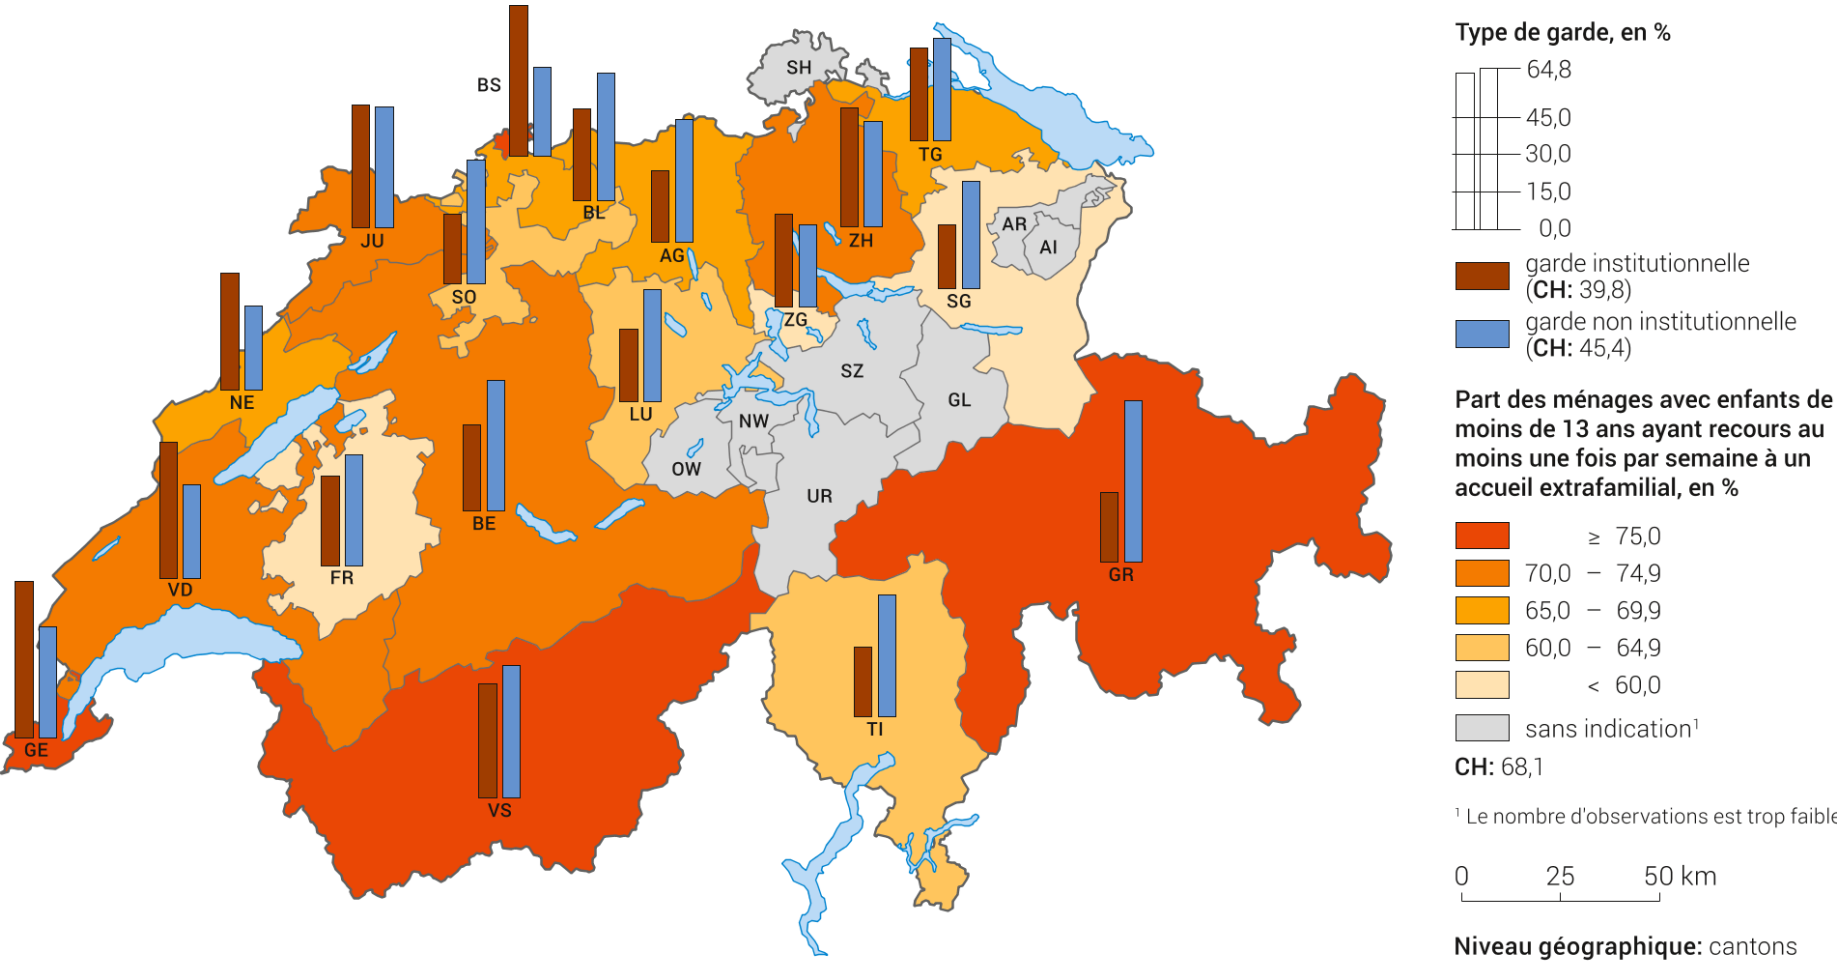 SH
BS
TG
BL
JU
ZH
AR
AI
AG
SO
SG
ZG
NE
LU
SZ
GL
NW
OW
UR
BE
FR
VD
GR
TI
GE
VS
Type de garde, en %
64,8
45,0
30,0
15,0
0,0
garde institutionnelle
(CH: 39,8)
garde non institutionnelle
(CH: 45,4)
Part des ménages avec enfants de
moins de 13 ans ayant recours au
moins une fois par semaine à un
accueil extrafamilial, en %
≥ 75,0
70,0 – 74,9
65,0 – 69,9
60,0 – 64,9
< 60,0
sans indication¹
CH: 68,1
¹ Le nombre d'observations est trop faible
0 25 50 km
Niveau géographique: cantons